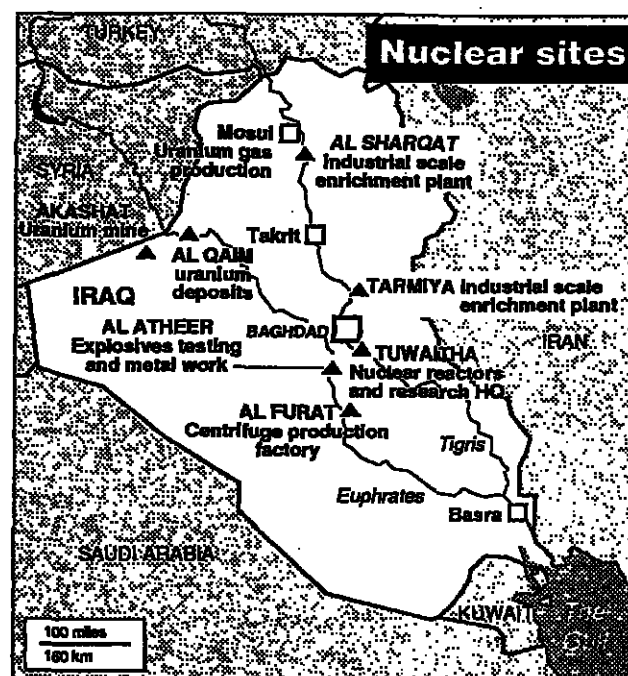 Nuclear sites
TURKEY
Mosul
Uranium gas
production
AL SHARQAT
Industrial scale
enrichment plant
SYRIA
AKASHAT
Uranium mine
Takrit
AL QAIM
uranium
deposits
TARMIYA Industrial scale
enrichment plant
IRAQ
BAGHDAD
IRAN
AL ATHEER
Explosives testing
and metal work
TUWAITHA
Nuclear reactors
and research HQ
AL FURAT
Centrifuge production
factory
Tigris
Euphrates
Basra
SAUDI ARABIA
KUWAIT
The
Gulf
100 miles
160 km